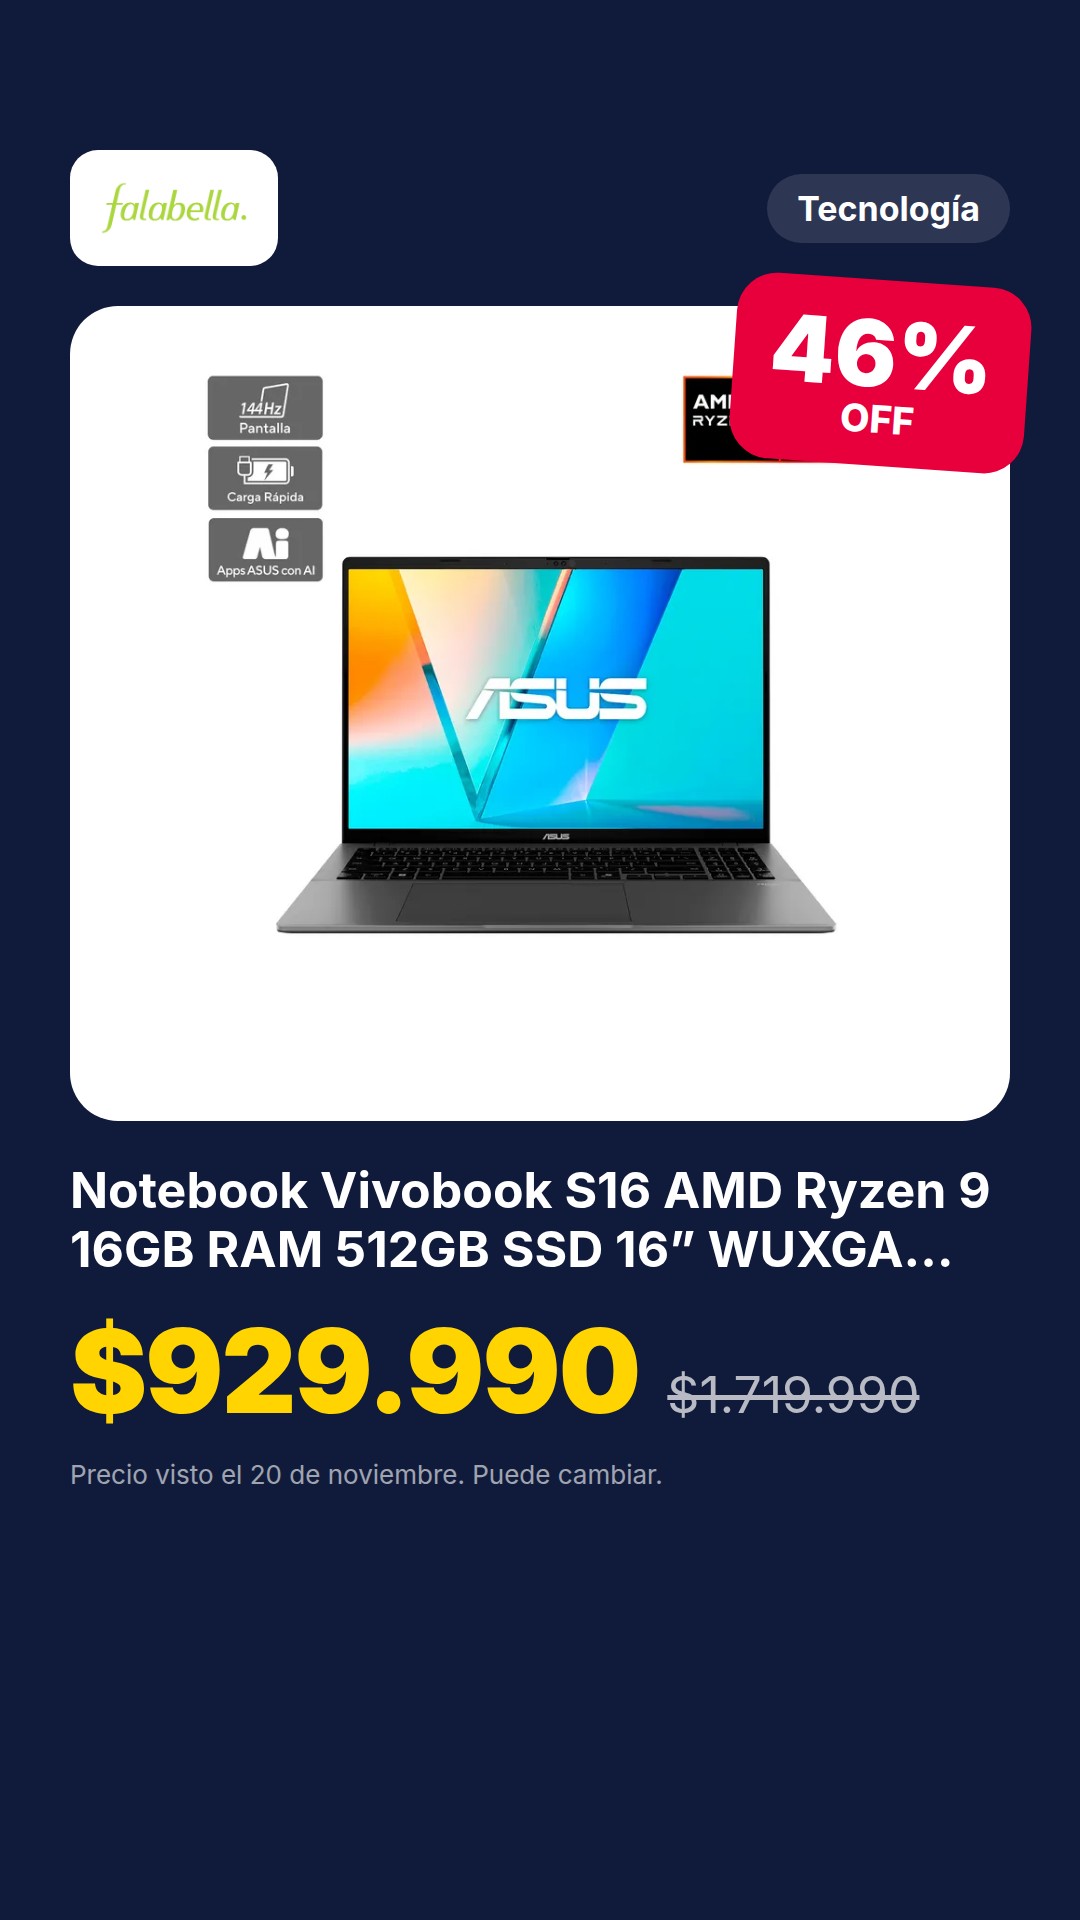 falabella.
Tecnología
46%
OFF
144Hz
Pantalla
Carga Rápida
Ai
Apps ASUS con AI
ASUS
ASUS
Notebook Vivobook S16 AMD Ryzen 9
16GB RAM 512GB SSD 16” WUXGA...
$929.990 $1.719.990
Precio visto el 20 de noviembre. Puede cambiar.